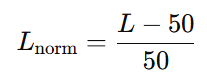 L_norm = (L − 50) / 50